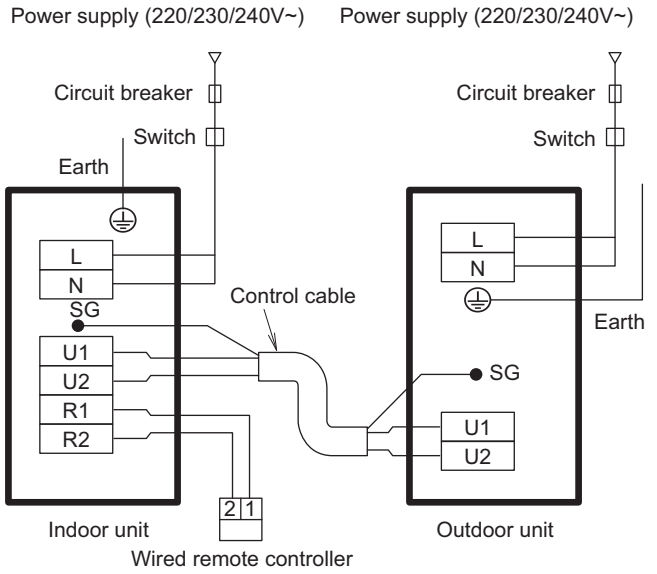 Power supply (220/230/240V~)
Power supply (220/230/240V~)
Circuit breaker
Circuit breaker
Switch
Switch
Earth
L
N
SG
U1
U2
R1
R2
Control cable
L
N
Earth
SG
U1
U2
2 1
Indoor unit
Outdoor unit
Wired remote controller